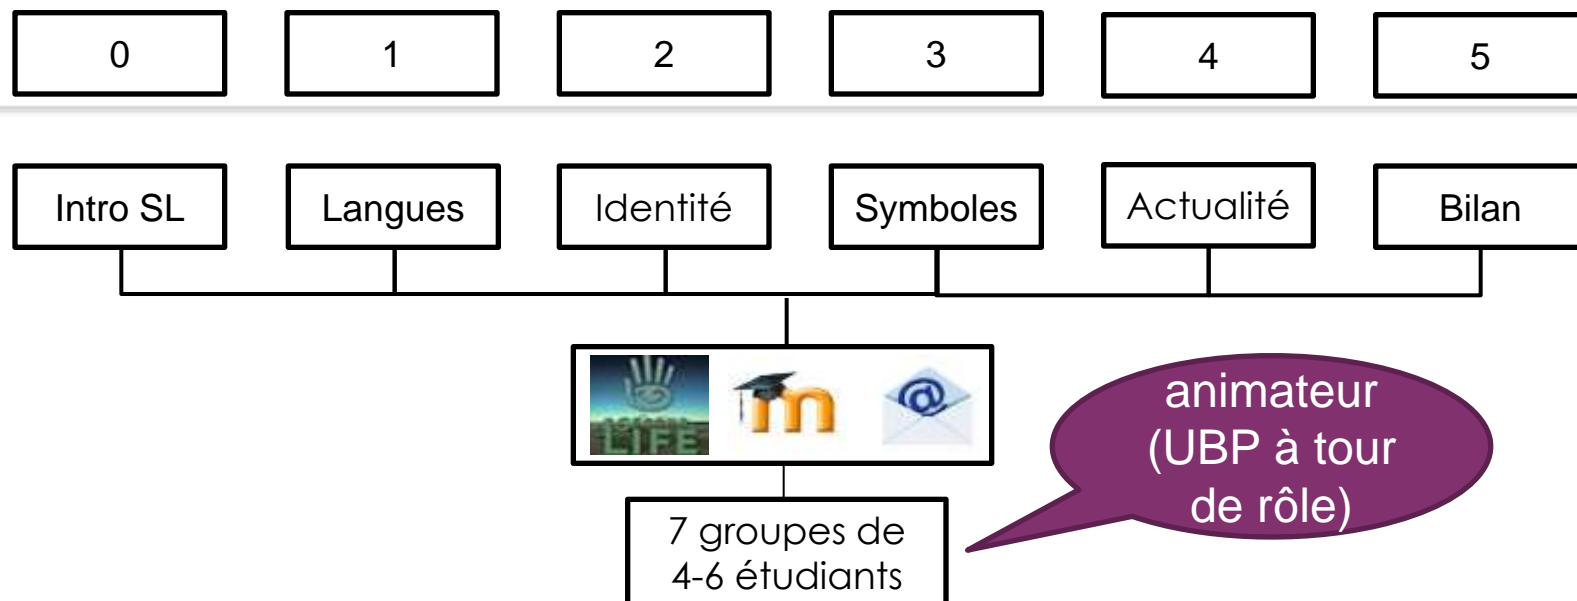 0
1
2
3
4
5
Intro SL
Langues
Identité
Symboles
Actualité
Bilan
LIFE
m
@
animateur
(UBP à tour
de rôle)
7 groupes de
4-6 étudiants